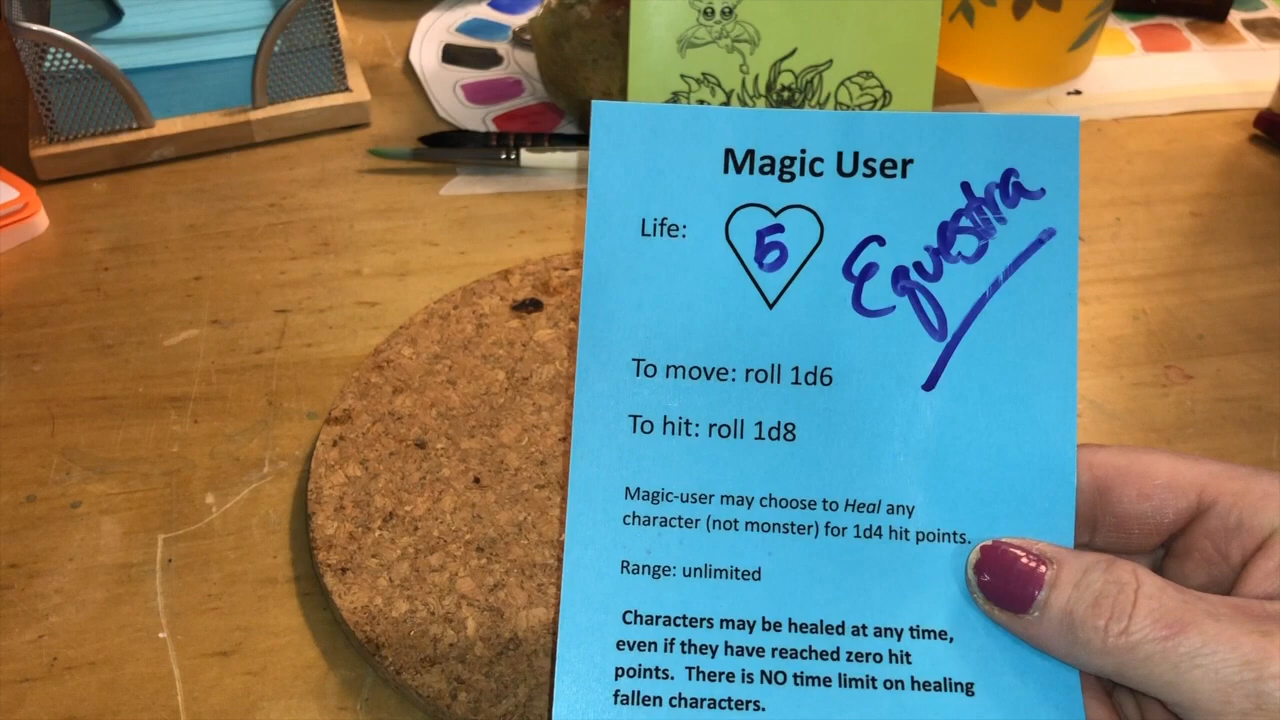 Magic User
Life: 5 Equestra
To move: roll 1d6
To hit: roll 1d8
Magic-user may choose to Heal any
character (not monster) for 1d4 hit points.
Range: unlimited
Characters may be healed at any time,
even if they have reached zero hit
points. There is NO time limit on healing
fallen characters.